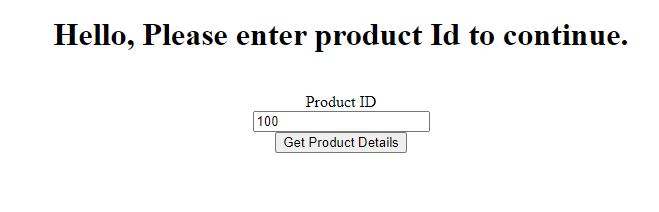 Hello, Please enter product Id to continue.
Product ID
100
Get Product Details